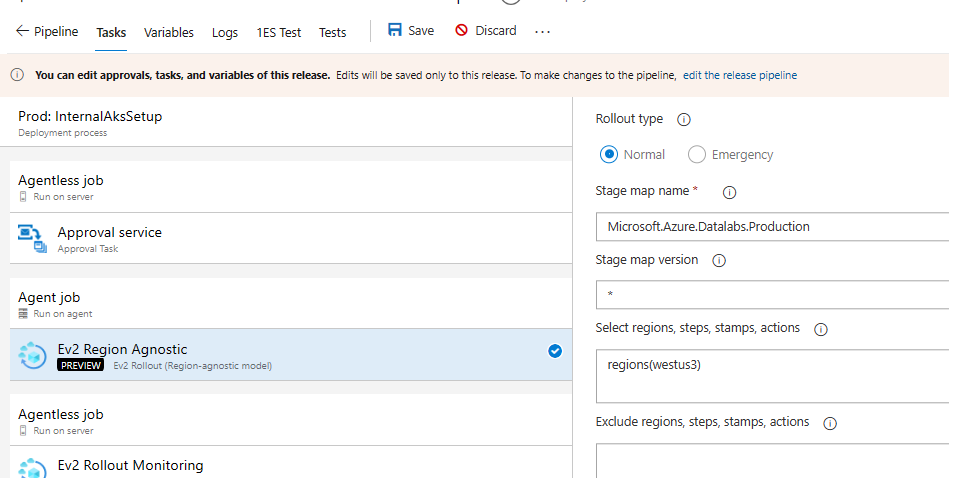 Pipeline Tasks Variables Logs 1ES Test Tests Save Discard ...
You can edit approvals, tasks, and variables of this release. Edits will be saved only to this release. To make changes to the pipeline, edit the release pipeline
Prod: InternalAksSetup
Deployment process
Agentless job
Run on server
Approval service
Approval Task
Agent job
Run on agent
Ev2 Region Agnostic
PREVIEW Ev2 Rollout (Region-agnostic model)
Agentless job
Run on server
Ev2 Rollout Monitoring
Rollout type
Normal Emergency
Stage map name *
Microsoft.Azure.Datalabs.Production
Stage map version
*
Select regions, steps, stamps, actions
regions(westus3)
Exclude regions, steps, stamps, actions